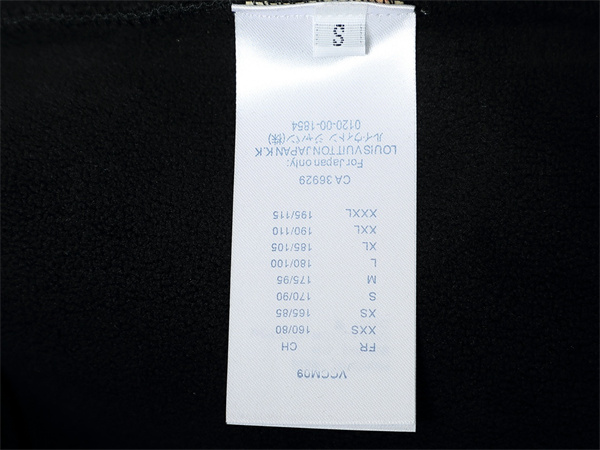 VCCM09
FR CH
XXS 160/80
XS 165/85
S 170/90
M 175/95
L 180/100
XL 185/105
XXL 190/110
XXXL 195/115
CA 36929
For Japan only:
LOUIS VUITTON JAPAN K.K
ルイ・ヴィトン ジャパン(株)
0120-00-1854
S